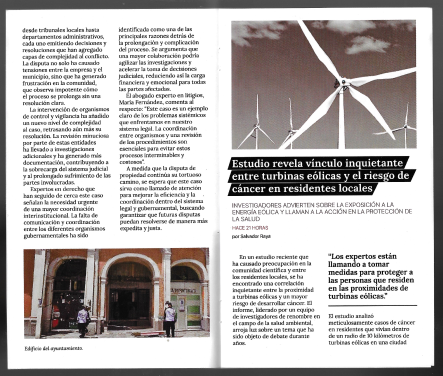 desde tribunales locales hasta
departamentos administrativos,
cada uno emitiendo decisiones y
resoluciones que han agregado
capas de complejidad al conflicto.
La disputa no solo ha causado
tensiones entre la empresa y el
municipio, sino que ha generado
frustración en la comunidad,
que observa impotente cómo
el proceso se prolonga sin una
resolución clara.
La intervención de organismos
de control y vigilancia ha añadido
un nuevo nivel de complejidad
al caso, retrasando aún más su
resolución. La revisión minuciosa
por parte de estas entidades
ha llevado a investigaciones
adicionales y ha generado más
documentación, contribuyendo a
la sobrecarga del sistema judicial
y al prolongado sufrimiento de las
partes involucradas.
Expertos en derecho que
han seguido de cerca este caso
señalan la necesidad urgente
de una mayor coordinación
interinstitucional. La falta de
comunicación y coordinación
entre los diferentes organismos
gubernamentales ha sido
identificada como una de las
principales razones detrás de
la prolongación y complicación
del proceso. Se argumenta que
una mayor colaboración podría
agilizar las investigaciones y
acelerar la toma de decisiones
judiciales, reduciendo así la carga
financiera y emocional para todas
las partes afectadas.
El abogado experto en litigios,
María Fernández, comenta al
respecto: "Este caso es un ejemplo
claro de los problemas sistémicos
que enfrentamos en nuestro
sistema legal. La coordinación
entre organismos y una revisión
de los procedimientos son
esenciales para evitar estos
procesos interminables y
costosos".
A medida que la disputa de
propiedad continúa su tortuoso
camino, se espera que este caso
sirva como llamado de atención
para mejorar la eficiencia y la
coordinación dentro del sistema
legal y gubernamental, buscando
garantizar que futuras disputas
puedan resolverse de manera más
expedita y justa.
Edificio del ayuntamiento.
Estudio revela vínculo inquietante
entre turbinas eólicas y el riesgo de
cáncer en residentes locales
INVESTIGADORES ADVIERTEN SOBRE LA EXPOSICIÓN A LA
ENERGÍA EÓLICA Y LLAMAN A LA ACCIÓN EN LA PROTECCIÓN DE
LA SALUD
HACE 21 HORAS
por Salvador Raya
En un estudio reciente que
ha causado preocupación en la
comunidad científica y entre
los residentes locales, se ha
encontrado una correlación
inquietante entre la proximidad
a turbinas eólicas y un mayor
riesgo de desarrollar cáncer. El
informe, liderado por un equipo
de investigadores de renombre en
el campo de la salud ambiental,
arroja luz sobre un tema que ha
sido objeto de debate durante
años.
"Los expertos están
llamando a tomar
medidas para proteger a
las personas que residen
en las proximidades de
turbinas eólicas."
El estudio analizó
meticulosamente casos de cáncer
en residentes que vivían dentro
de un radio de 10 kilómetros de
turbinas eólicas en una ciudad